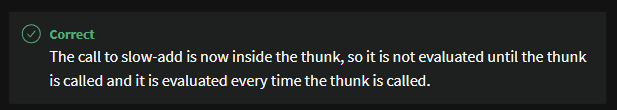 Correct
The call to slow-add is now inside the thunk, so it is not evaluated until the thunk
is called and it is evaluated every time the thunk is called.